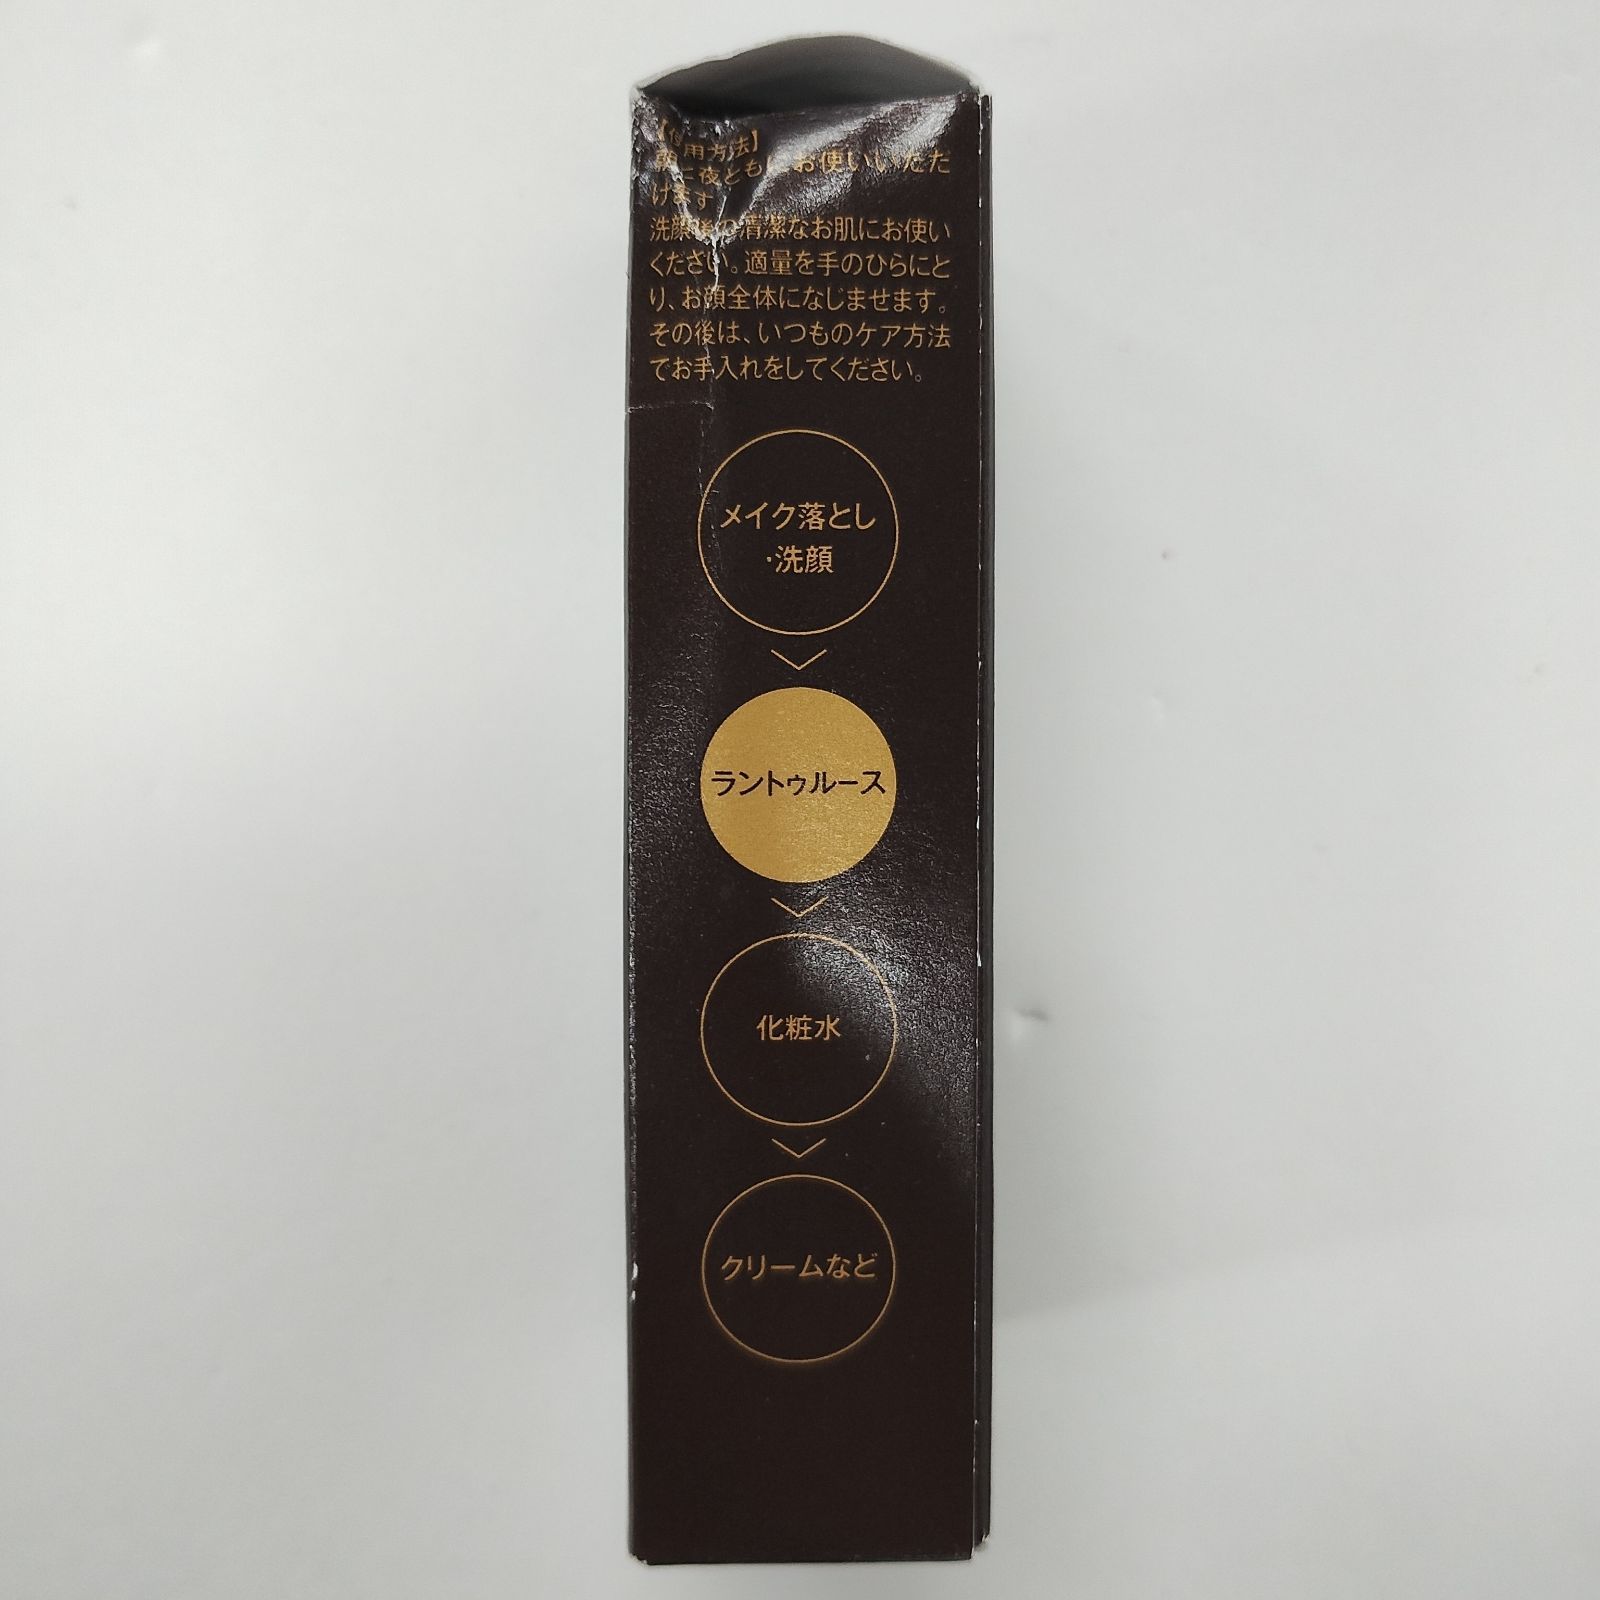 【使用方法】
朝に夜ともにお使いいただ
けます
洗顔後の清潔なお肌にお使い
ください。適量を手のひらにと
り、お顔全体になじませます。
その後は、いつものケア方法
でお手入れをしてください。
メイク落とし
・洗顔
ラントゥルース
化粧水
クリームなど